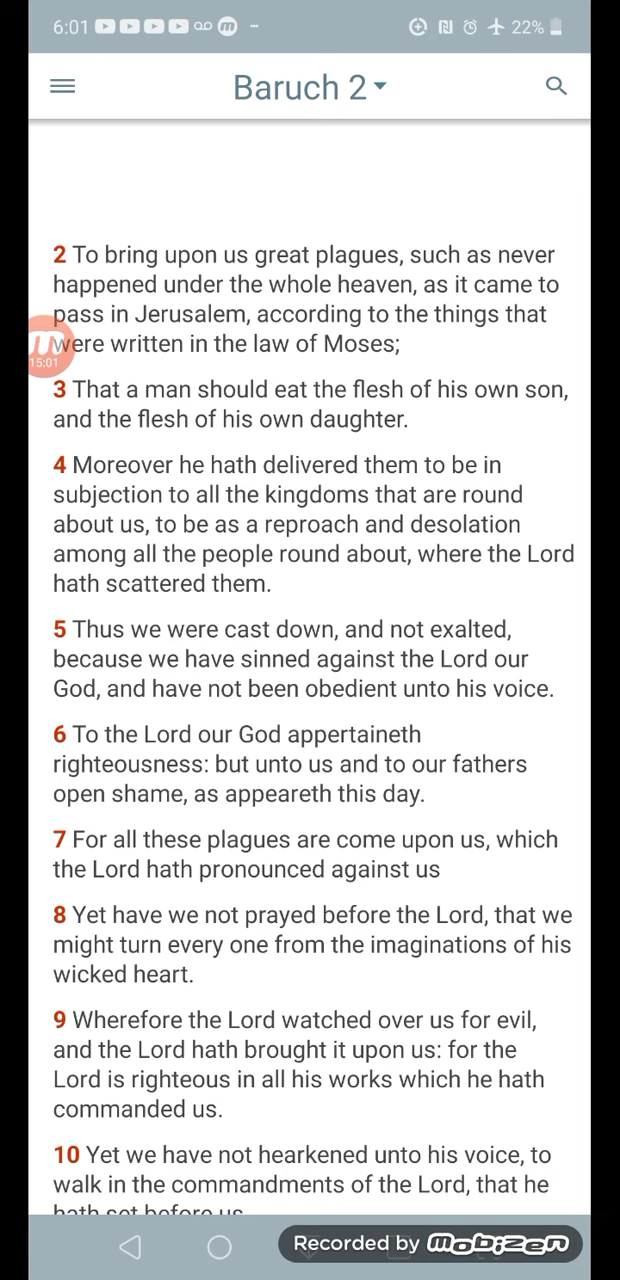 6:01 22%
Baruch 2
2 To bring upon us great plagues, such as never
happened under the whole heaven, as it came to
pass in Jerusalem, according to the things that
were written in the law of Moses;
15:01
3 That a man should eat the flesh of his own son,
and the flesh of his own daughter.
4 Moreover he hath delivered them to be in
subjection to all the kingdoms that are round
about us, to be as a reproach and desolation
among all the people round about, where the Lord
hath scattered them.
5 Thus we were cast down, and not exalted,
because we have sinned against the Lord our
God, and have not been obedient unto his voice.
6 To the Lord our God appertaineth
righteousness: but unto us and to our fathers
open shame, as appeareth this day.
7 For all these plagues are come upon us, which
the Lord hath pronounced against us
8 Yet have we not prayed before the Lord, that we
might turn every one from the imaginations of his
wicked heart.
9 Wherefore the Lord watched over us for evil,
and the Lord hath brought it upon us: for the
Lord is righteous in all his works which he hath
commanded us.
10 Yet we have not hearkened unto his voice, to
walk in the commandments of the Lord, that he
hath set before us
Recorded by mobizen